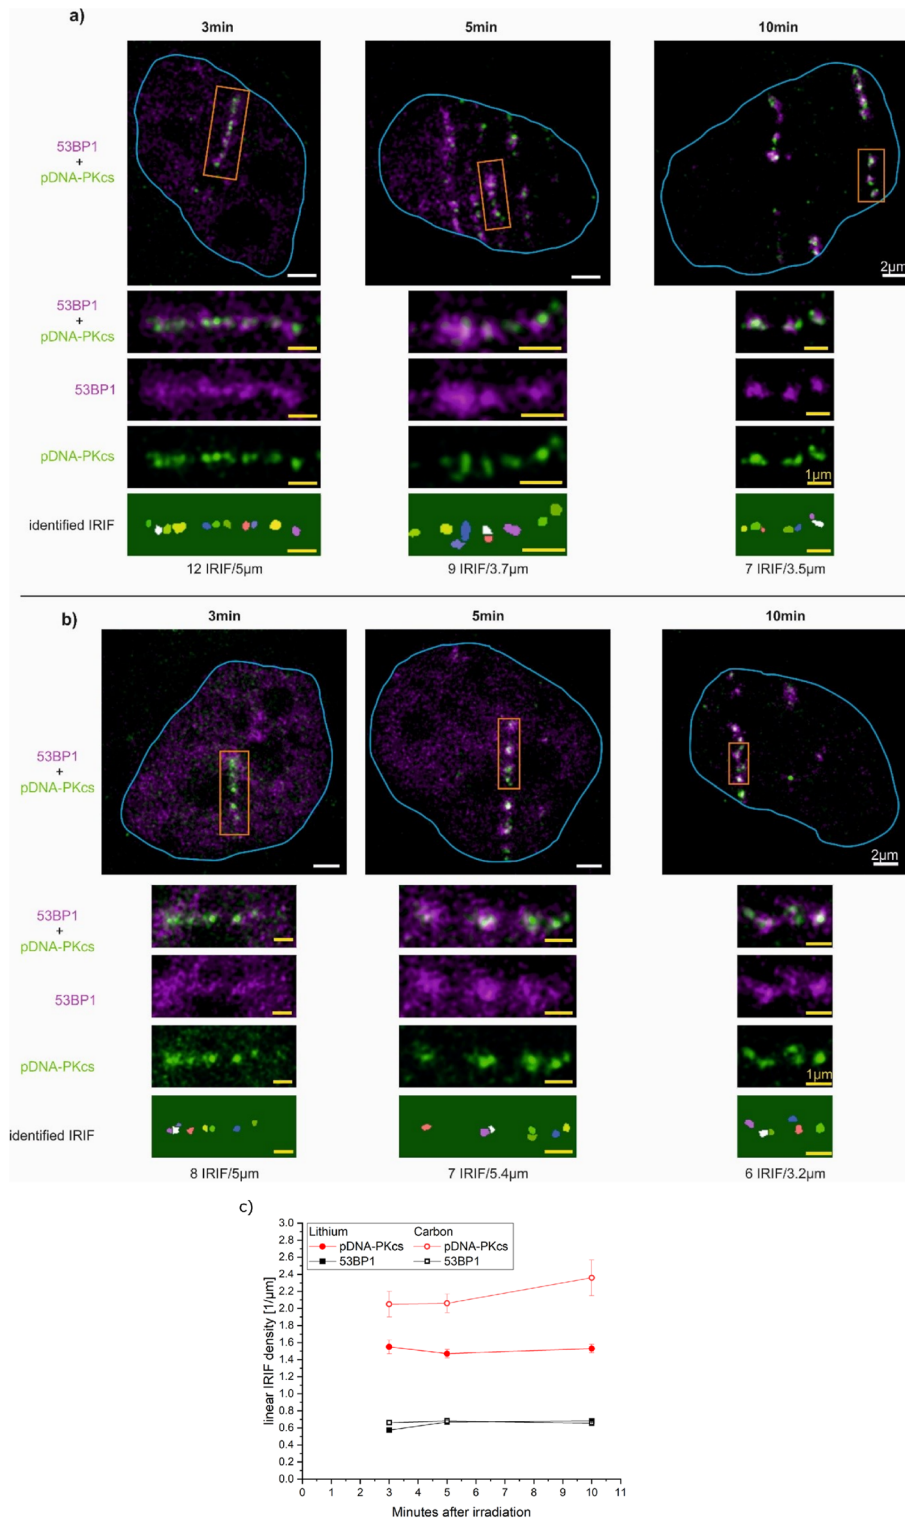 a)
3min
5min
10min
53BP1
+
pDNA-PKcs
2µm
53BP1
+
pDNA-PKcs
53BP1
pDNA-PKcs
1µm
identified IRIF
12 IRIF/5µm
9 IRIF/3.7µm
7 IRIF/3.5µm
b)
3min
5min
10min
53BP1
+
pDNA-PKcs
2µm
53BP1
+
pDNA-PKcs
53BP1
pDNA-PKcs
1µm
identified IRIF
8 IRIF/5µm
7 IRIF/5.4µm
6 IRIF/3.2µm
c)
Lithium Carbon
pDNA-PKcs pDNA-PKcs
53BP1 53BP1
linear IRIF density [1/µm]
3.0
2.8
2.6
2.4
2.2
2.0
1.8
1.6
1.4
1.2
1.0
0.8
0.6
0.4
0.2
0.0
0 1 2 3 4 5 6 7 8 9 10 11
Minutes after irradiation